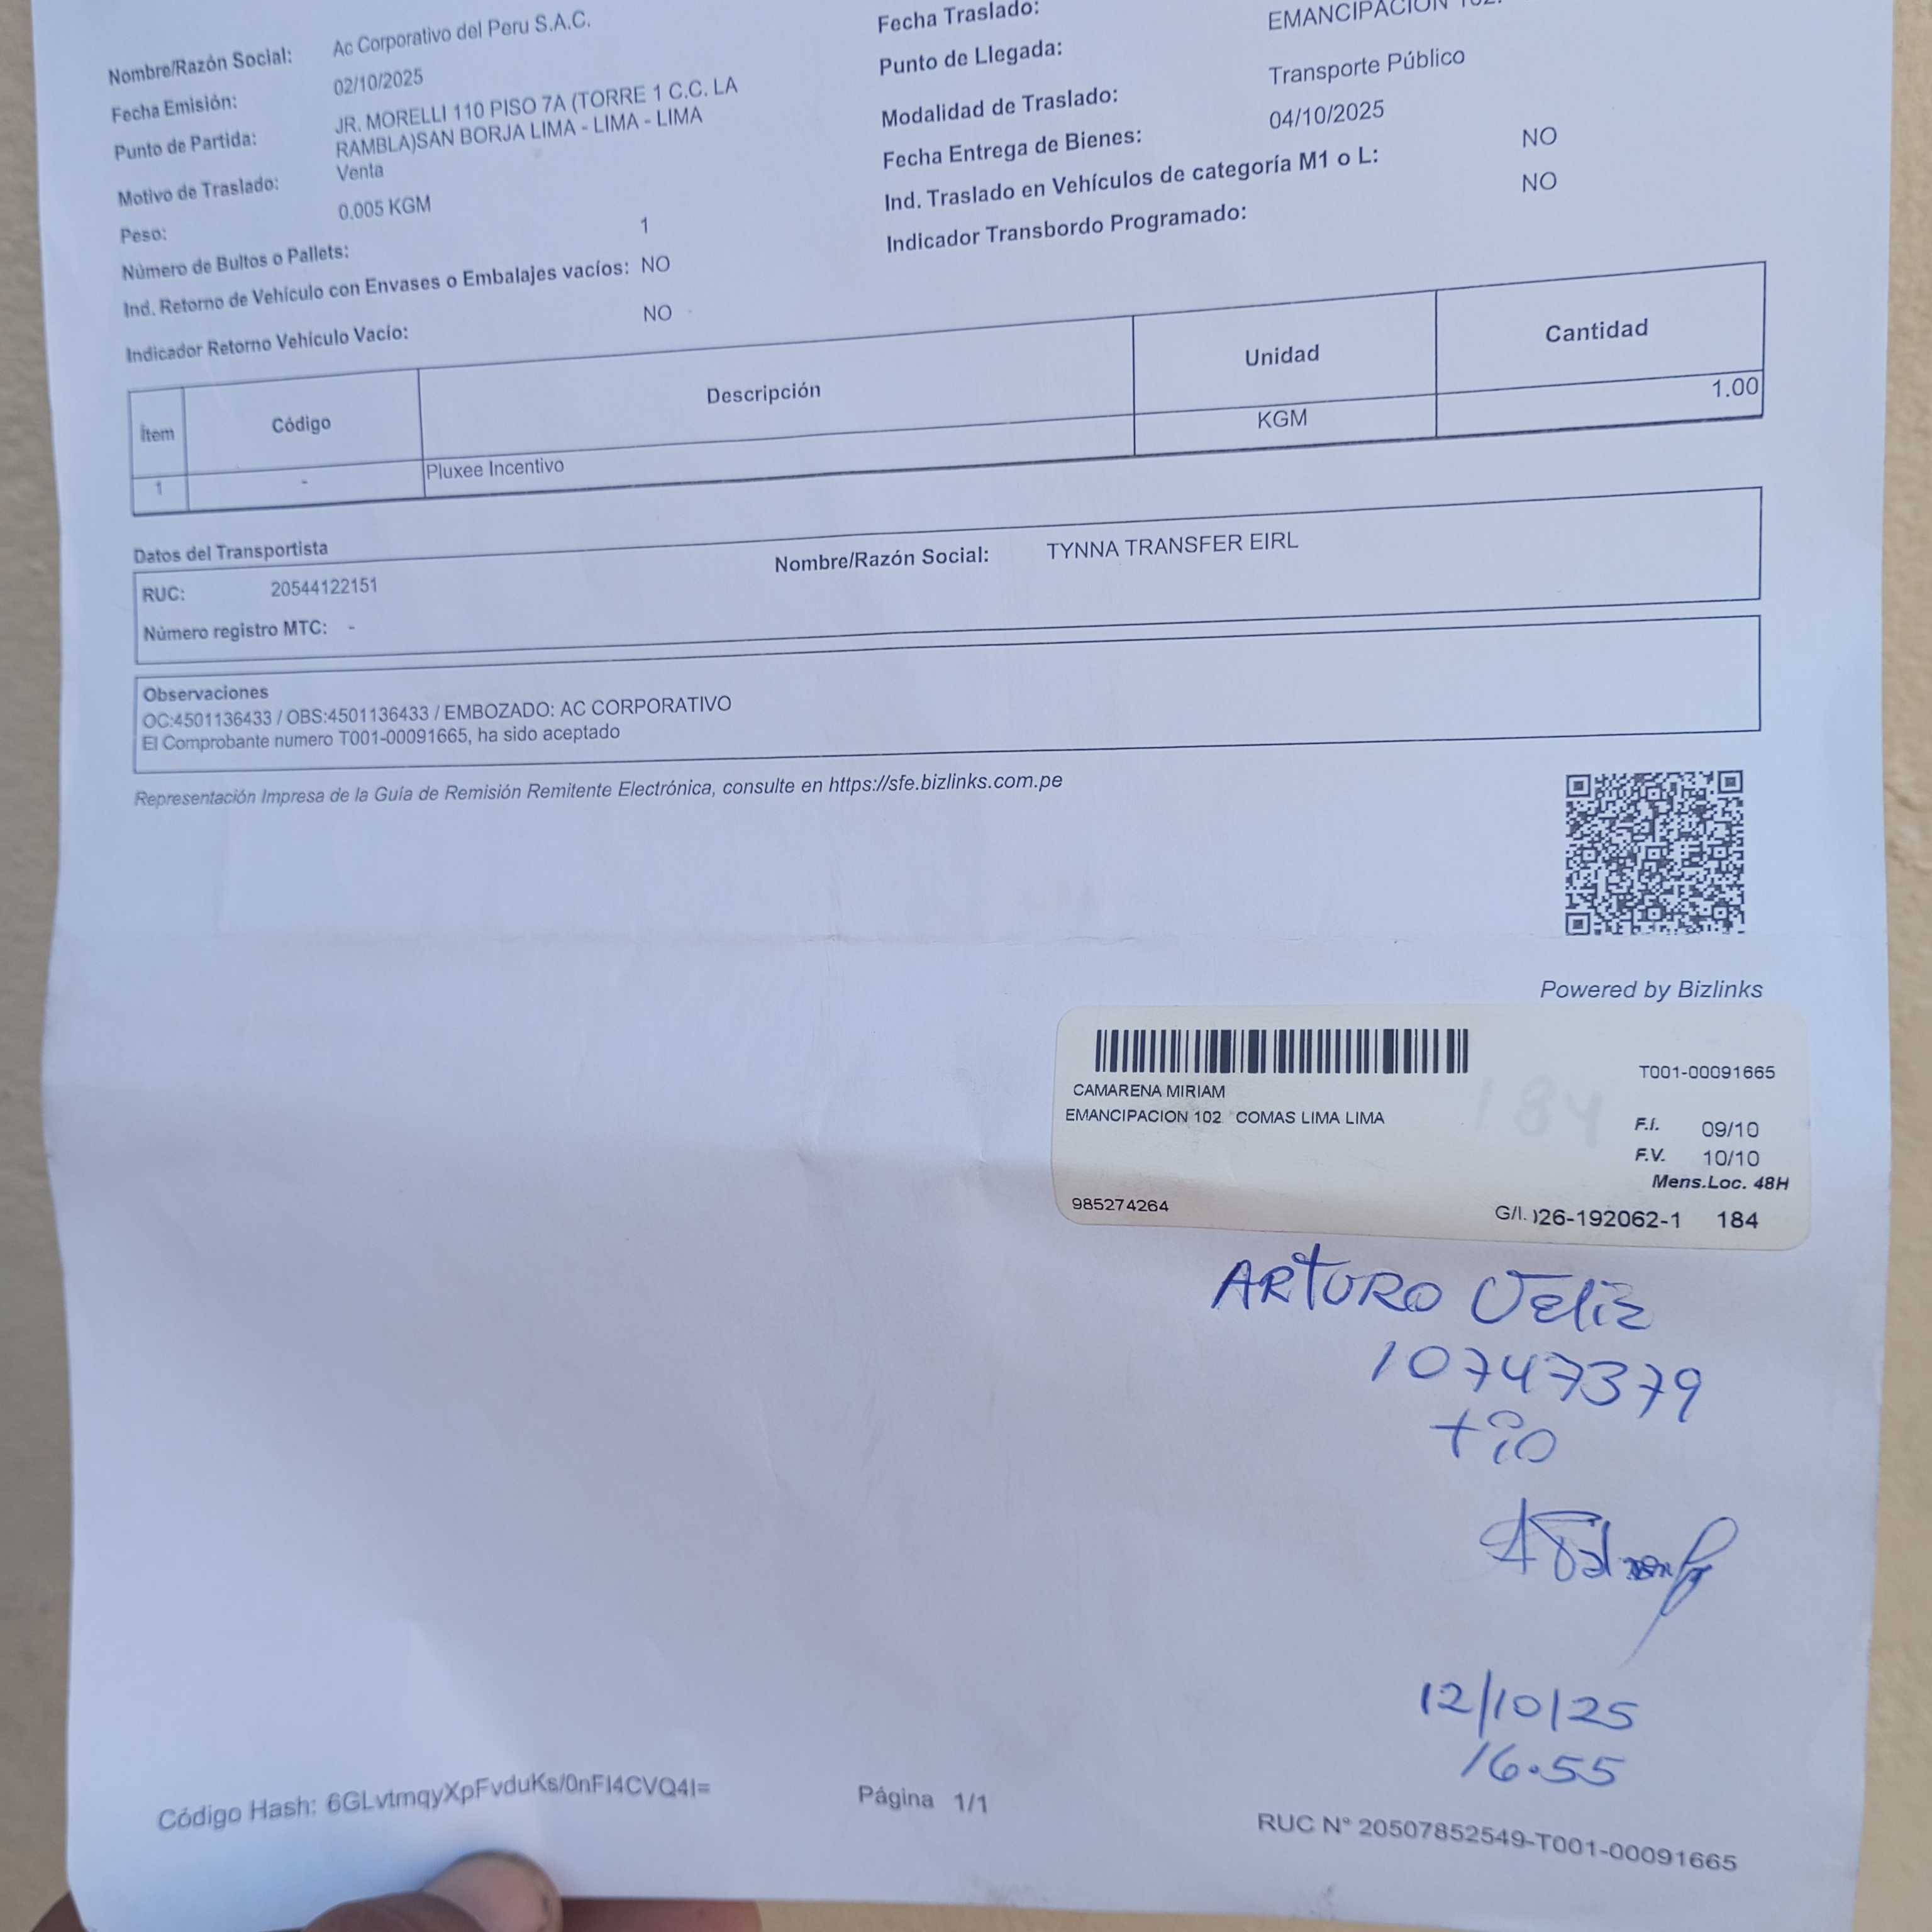 Nombre/Razón Social: Ac Corporativo del Peru S.A.C.
Fecha Emisión: 02/10/2025
Punto de Partida: JR. MORELLI 110 PISO 7A (TORRE 1 C.C. LA
RAMBLA)SAN BORJA LIMA - LIMA - LIMA
Motivo de Traslado: Venta
Peso: 0.005 KGM
Número de Bultos o Pallets: 1
Ind. Retorno de Vehículo con Envases o Embalajes vacíos: NO
Indicador Retorno Vehículo Vacío: NO
Fecha Traslado:
Punto de Llegada: EMANCIPACION
Modalidad de Traslado: Transporte Público
Fecha Entrega de Bienes: 04/10/2025
Ind. Traslado en Vehículos de categoría M1 o L: NO
Indicador Transbordo Programado: NO
Ítem Código Descripción Unidad Cantidad
1 - Pluxee Incentivo KGM 1.00
Datos del Transportista
RUC: 20544122151 Nombre/Razón Social: TYNNA TRANSFER EIRL
Número registro MTC: -
Observaciones
OC:4501136433 / OBS:4501136433 / EMBOZADO: AC CORPORATIVO
El Comprobante numero T001-00091665, ha sido aceptado
Representación Impresa de la Guía de Remisión Remitente Electrónica, consulte en https://sfe.bizlinks.com.pe
Powered by Bizlinks
T001-00091665
CAMARENA MIRIAM
EMANCIPACION 102 COMAS LIMA LIMA
184
F.I. 09/10
F.V. 10/10
Mens.Loc. 48H
985274264 G/I. )26-192062-1 184
ARTURO Veliz
10747379
tio
12/10/25
16.55
Código Hash: 6GLvtmqyXpFvduKs/0nFI4CVQ4I= Página 1/1 RUC N° 20507852549-T001-00091665